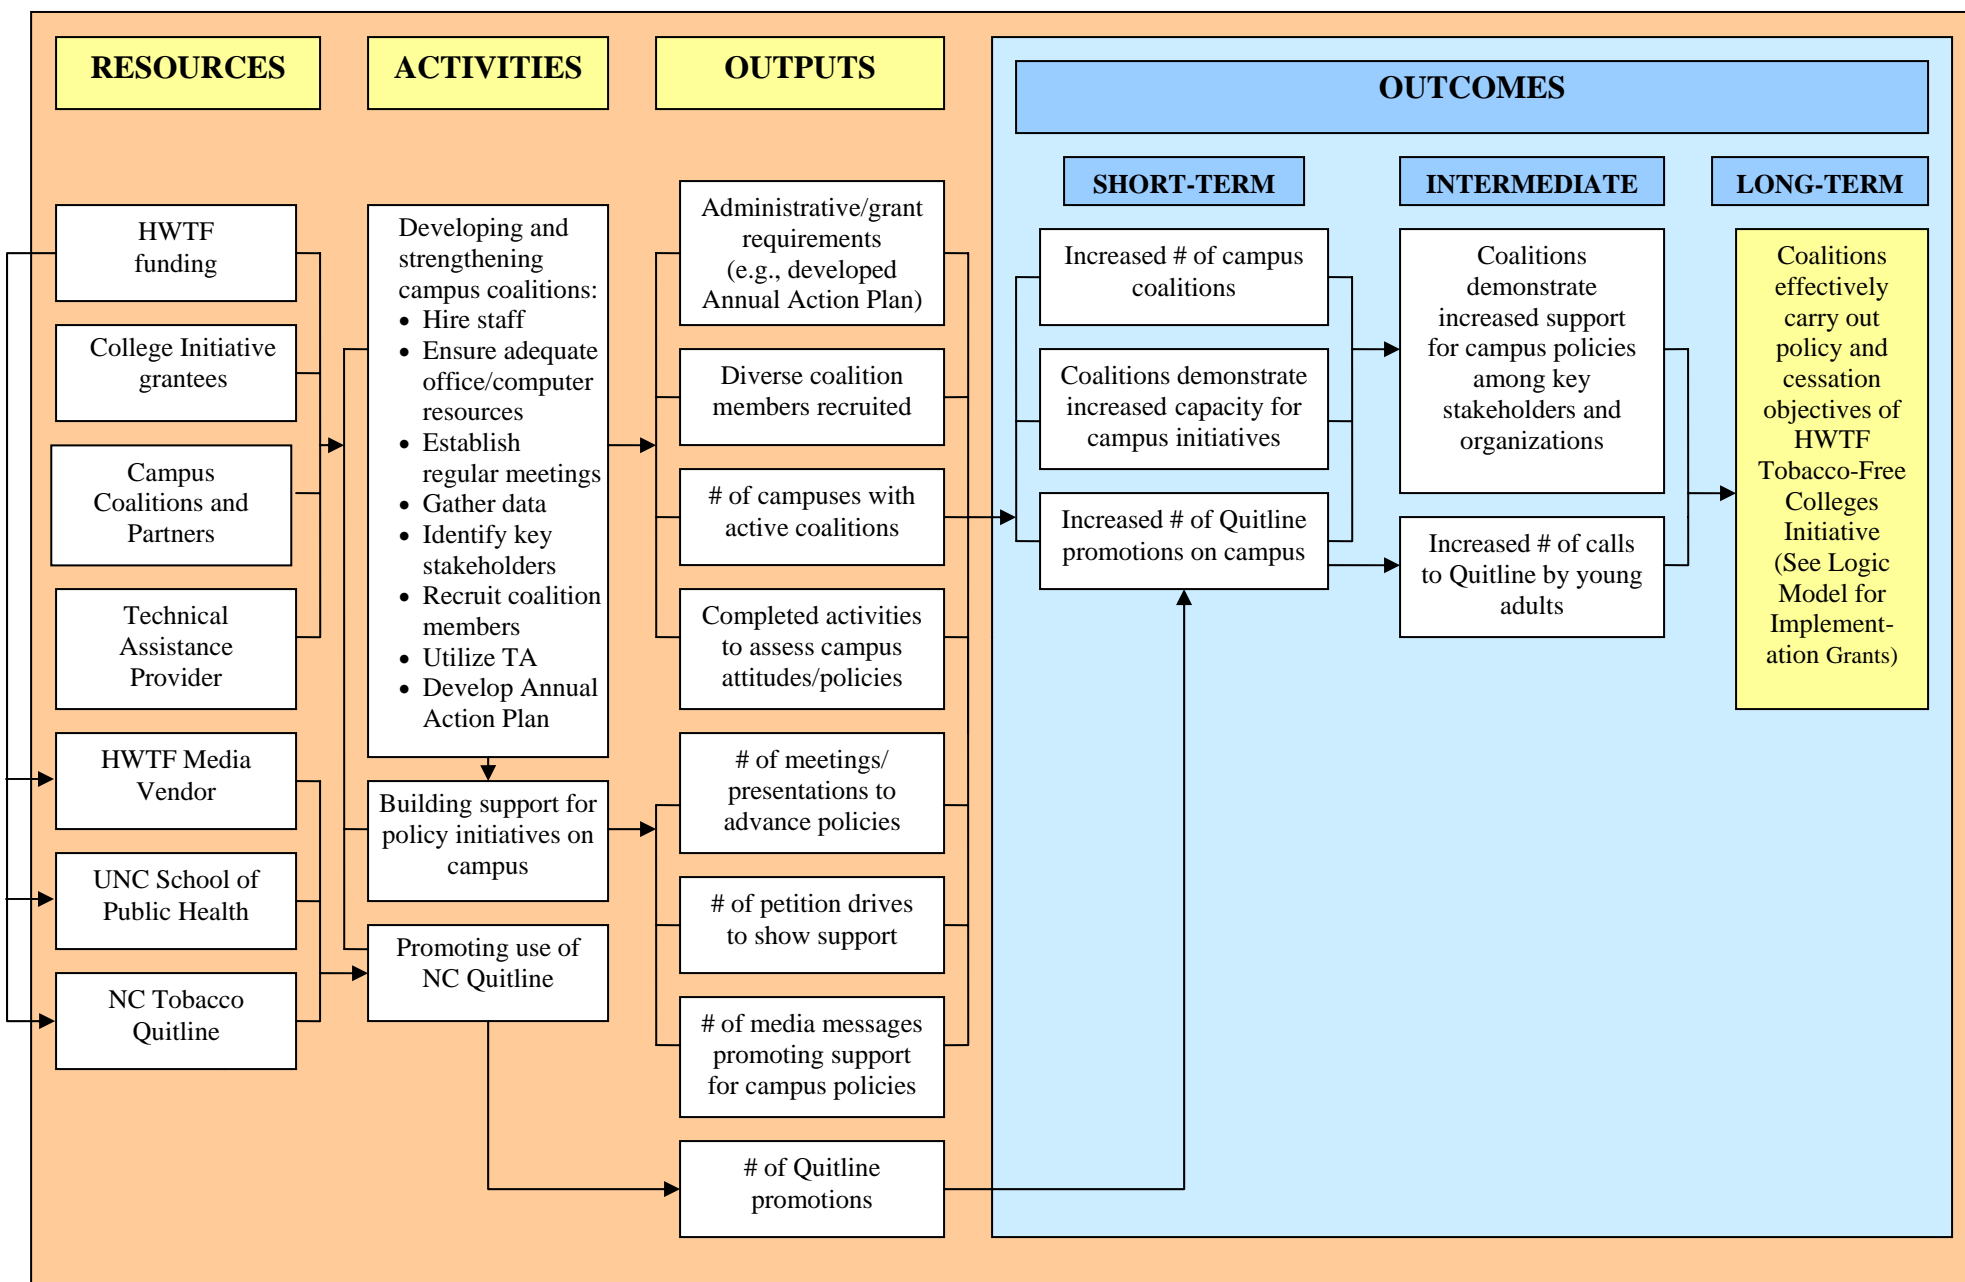 RESOURCES
ACTIVITIES
OUTPUTS
OUTCOMES
SHORT-TERM
INTERMEDIATE
LONG-TERM
HWTF
funding
College Initiative
grantees
Campus
Coalitions and
Partners
Technical
Assistance
Provider
HWTF Media
Vendor
UNC School of
Public Health
NC Tobacco
Quitline
Developing and
strengthening
campus coalitions:
• Hire staff
• Ensure adequate
office/computer
resources
• Establish
regular meetings
• Gather data
• Identify key
stakeholders
• Recruit coalition
members
• Utilize TA
• Develop Annual
Action Plan
Building support for
policy initiatives on
campus
Promoting use of
NC Quitline
Administrative/grant
requirements
(e.g., developed
Annual Action Plan)
Diverse coalition
members recruited
# of campuses with
active coalitions
Completed activities
to assess campus
attitudes/policies
# of meetings/
presentations to
advance policies
# of petition drives
to show support
# of media messages
promoting support
for campus policies
# of Quitline
promotions
Increased # of campus
coalitions
Coalitions demonstrate
increased capacity for
campus initiatives
Increased # of Quitline
promotions on campus
Coalitions
demonstrate
increased support
for campus policies
among key
stakeholders and
organizations
Increased # of calls
to Quitline by young
adults
Coalitions
effectively
carry out
policy and
cessation
objectives of
HWTF
Tobacco-Free
Colleges
Initiative
(See Logic
Model for
Implement-
ation Grants)